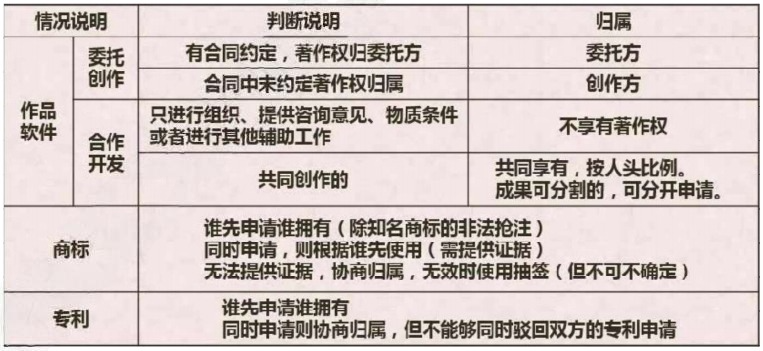 情况说明 判断说明 归属
作品软件 委托创作 有合同约定，著作权归委托方 委托方
合同中未约定著作权归属 创作方
合作开发 只进行组织、提供咨询意见、物质条件
或者进行其他辅助工作 不享有著作权
共同创作的 共同享有，按人头比例。
成果可分割的，可分开申请。
商标 谁先申请谁拥有（除知名商标的非法抢注）
同时申请，则根据谁先使用（需提供证据）
无法提供证据，协商归属，无效时使用抽签（但不可不确定）
专利 谁先申请谁拥有
同时申请则协商归属，但不能够同时驳回双方的专利申请